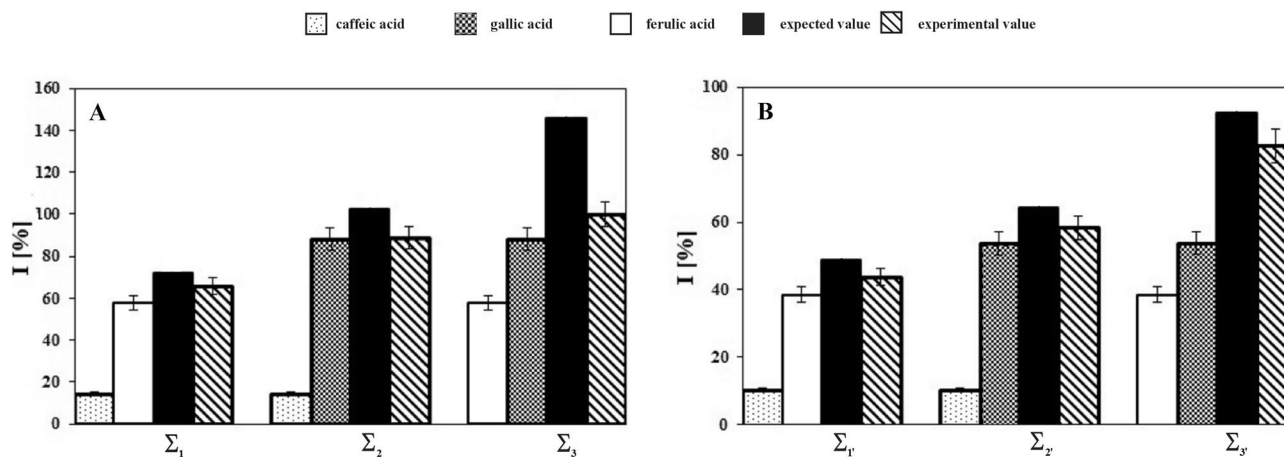 caffeic acid gallic acid ferulic acid expected value experimental value
A
I [%]
160
140
120
100
80
60
40
20
0
Σ1 Σ2 Σ3
B
I [%]
100
80
60
40
20
0
Σ1' Σ2' Σ3'